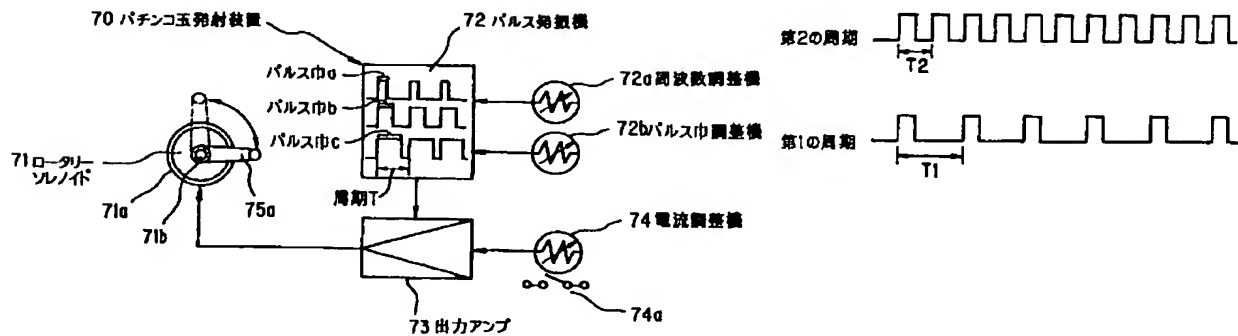 70 パチンコ玉発射装置
72 パルス発振機
パルス巾a
パルス巾b
パルス巾c
周期T
72a 周波数調整機
72b パルス巾調整機
71 ロータリー
ソレノイド
71a
71b
75a
74 電流調整機
74a
73 出力アンプ
第2の周期
T2
第1の周期
T1